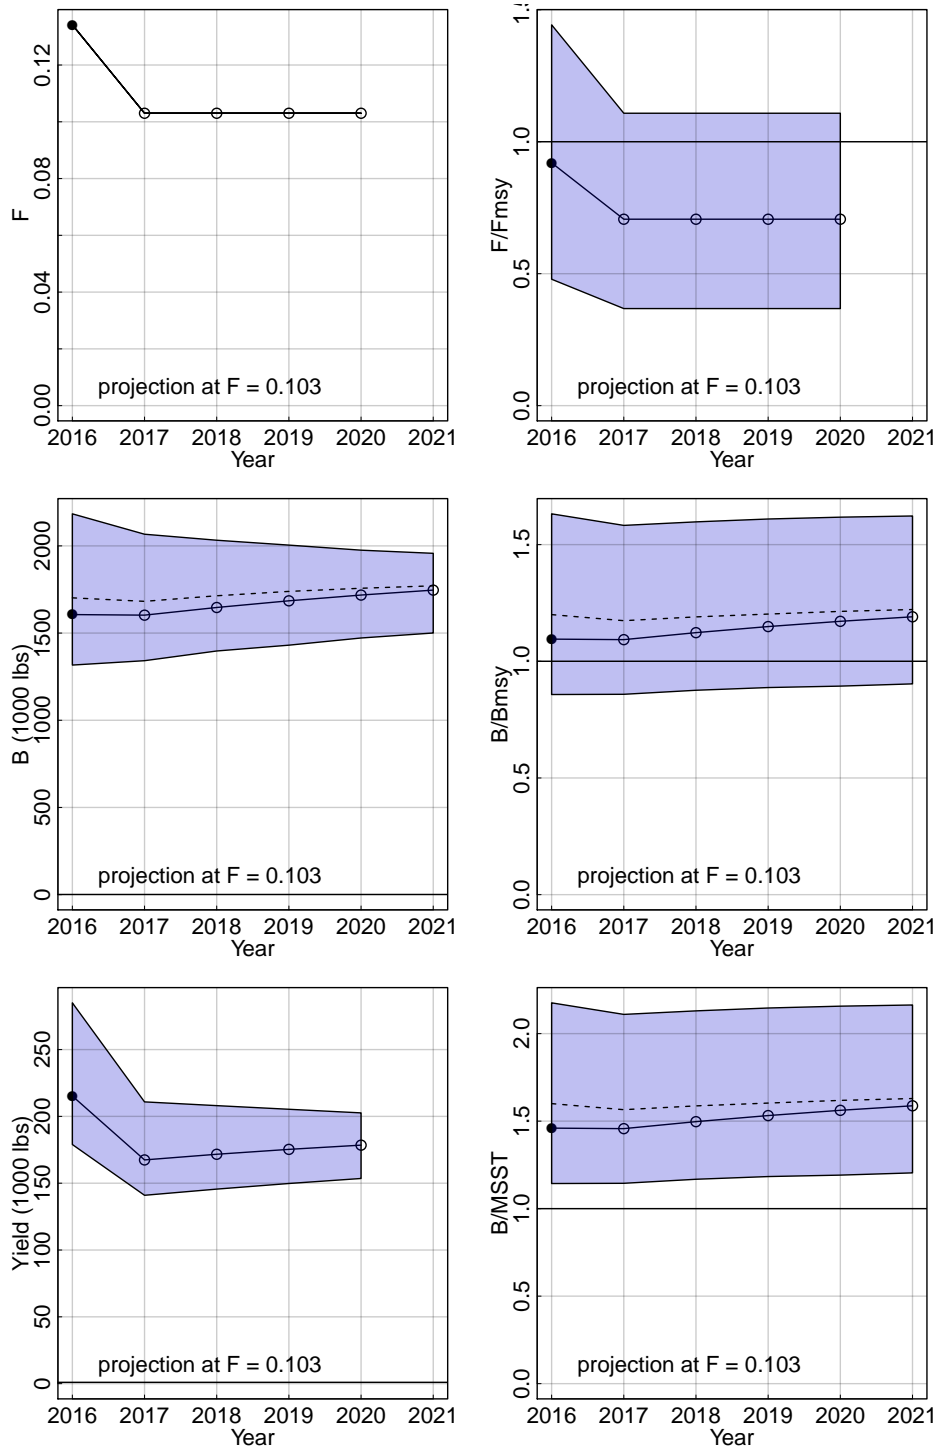 F
0.12
0.08
0.04
0.00
projection at F = 0.103
2016 2017 2018 2019 2020 2021
Year
F/Fmsy
1.0
0.5
0.0
projection at F = 0.103
2016 2017 2018 2019 2020 2021
Year
B (1000 lbs)
2000
1500
1000
500
0
projection at F = 0.103
2016 2017 2018 2019 2020 2021
Year
B/Bmsy
1.5
1.0
0.5
0.0
projection at F = 0.103
2016 2017 2018 2019 2020 2021
Year
Yield (1000 lbs)
250
200
150
100
50
0
projection at F = 0.103
2016 2017 2018 2019 2020 2021
Year
B/MSST
2.0
1.5
1.0
0.5
0.0
projection at F = 0.103
2016 2017 2018 2019 2020 2021
Year